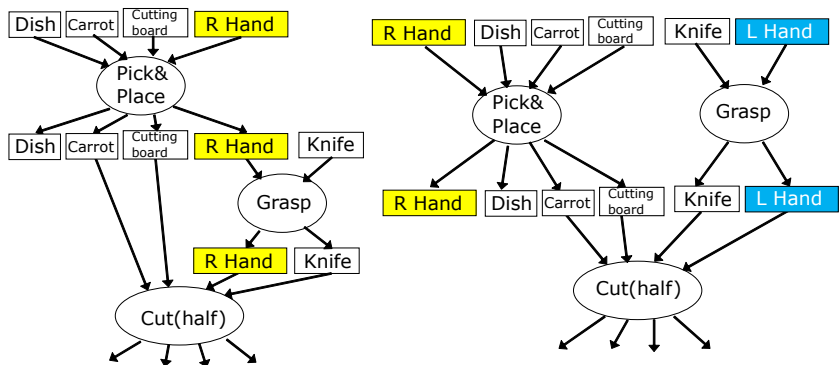 Dish
Carrot
Cutting
board
R Hand
Pick&
Place
Dish
Carrot
Cutting
board
R Hand
Knife
Grasp
R Hand
Knife
Cut(half)
R Hand
Dish
Carrot
Cutting
board
Knife
L Hand
Pick&
Place
Grasp
R Hand
Dish
Carrot
Cutting
board
Knife
L Hand
Cut(half)